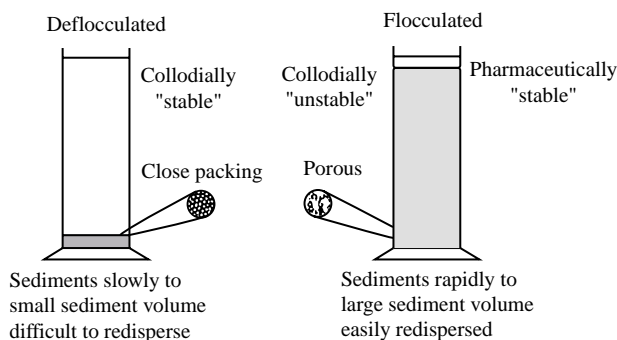 Deflocculated
Collodially
"stable"
Close packing
Sediments slowly to
small sediment volume
difficult to redisperse
Flocculated
Collodially
"unstable"
Pharmaceutically
"stable"
Porous
Sediments rapidly to
large sediment volume
easily redispersed